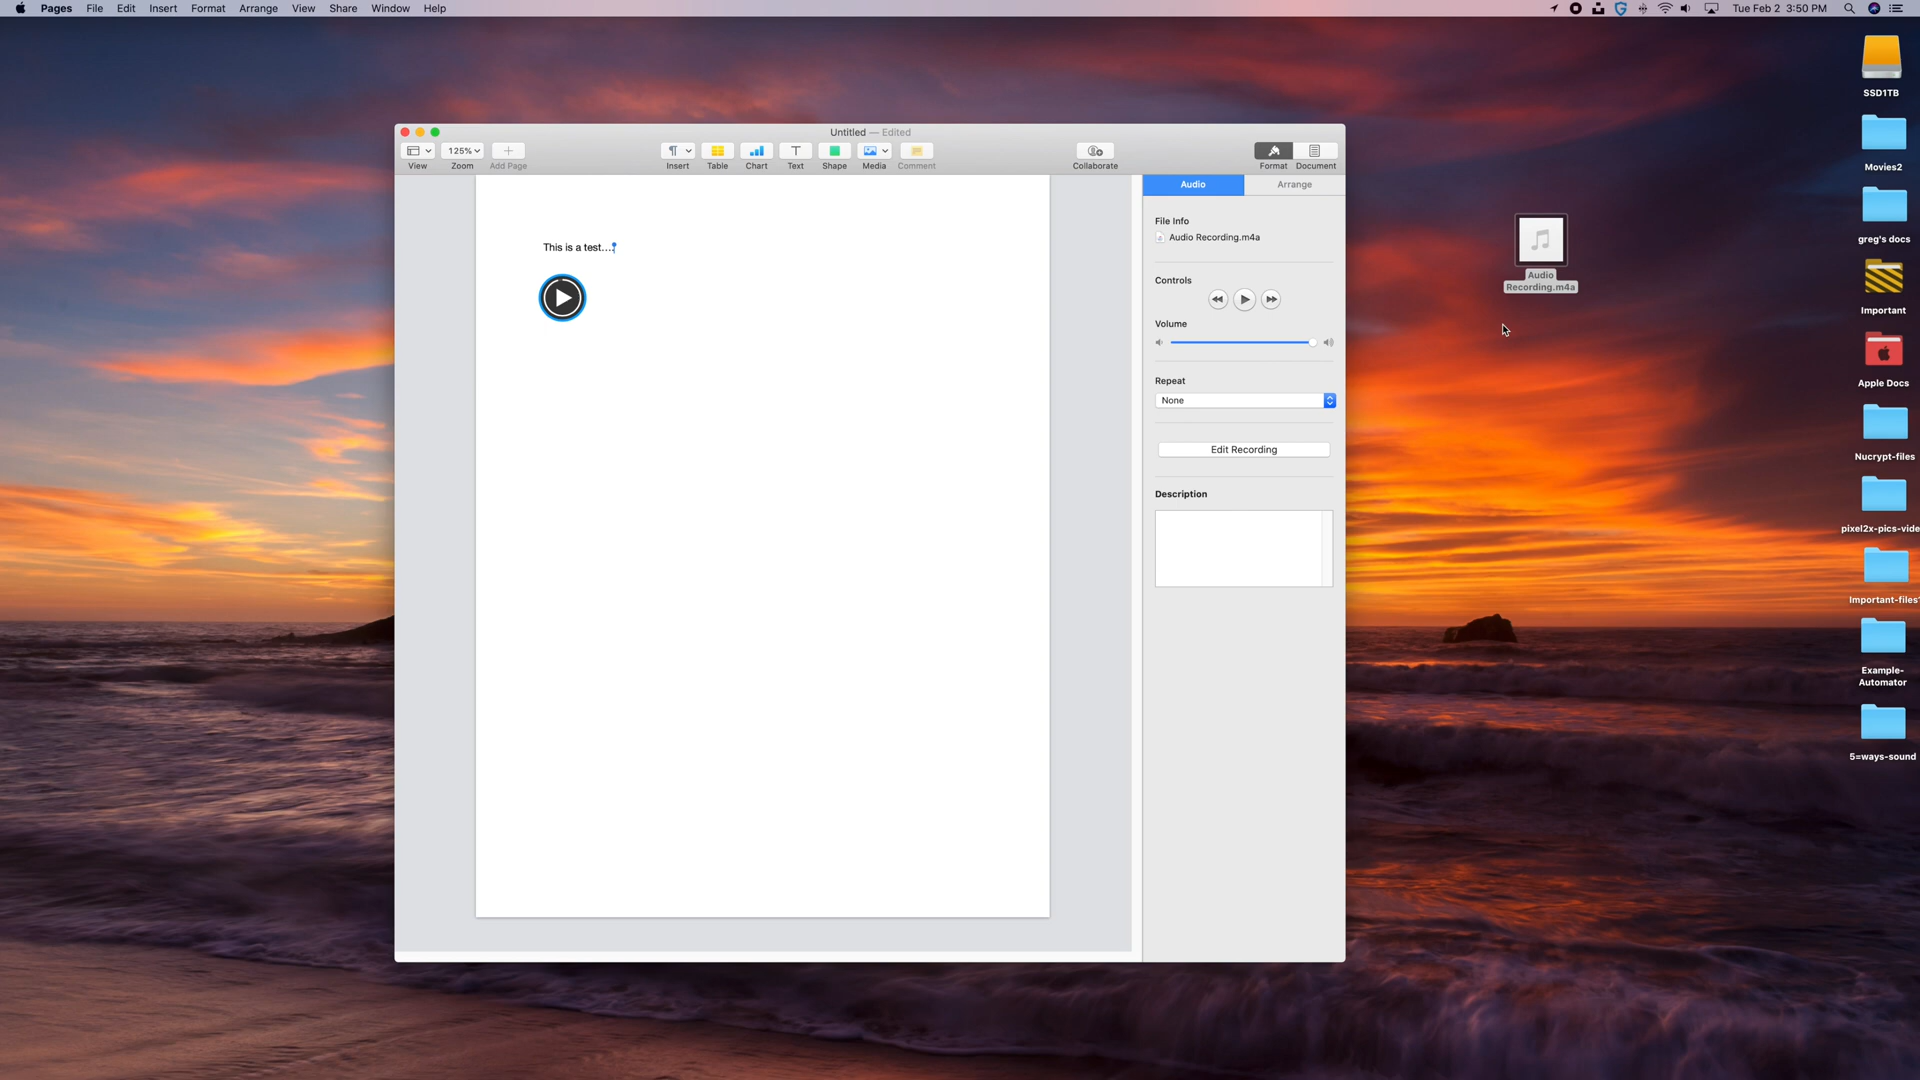 Pages File Edit Insert Format Arrange View Share Window Help
Tue Feb 2 3:50 PM
Untitled — Edited
125%
View Zoom Add Page Insert Table Chart Text Shape Media Comment Collaborate Format Document
Audio Arrange
This is a test....
File Info
Audio Recording.m4a
Controls
Volume
Repeat
None
Edit Recording
Description
Audio
Recording.m4a
SSD1TB
Movies2
greg's docs
Important
Apple Docs
Nucrypt-files
pixel2x-pics-vide
Important-files
Example-
Automator
5=ways-sound